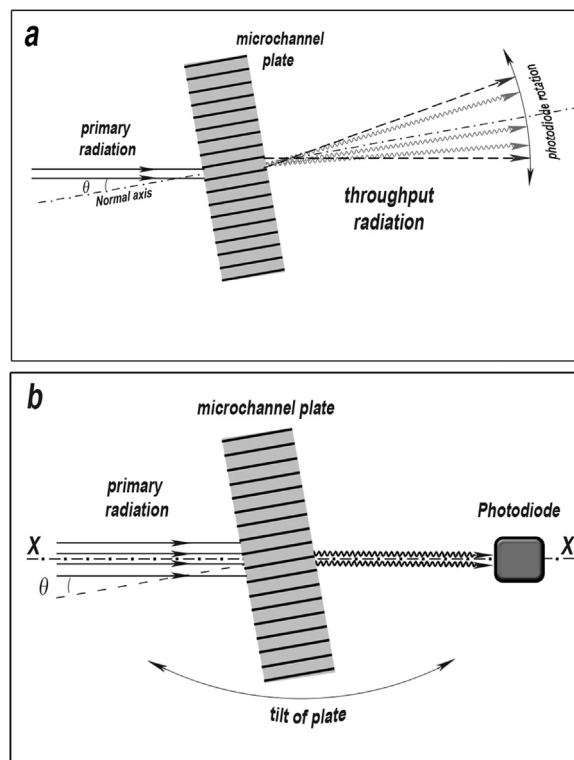 a
microchannel
plate
primary
radiation
θ
Normal axis
throughput
radiation
photodiode rotation
b
microchannel plate
primary
radiation
Photodiode
X
X
θ
tilt of plate